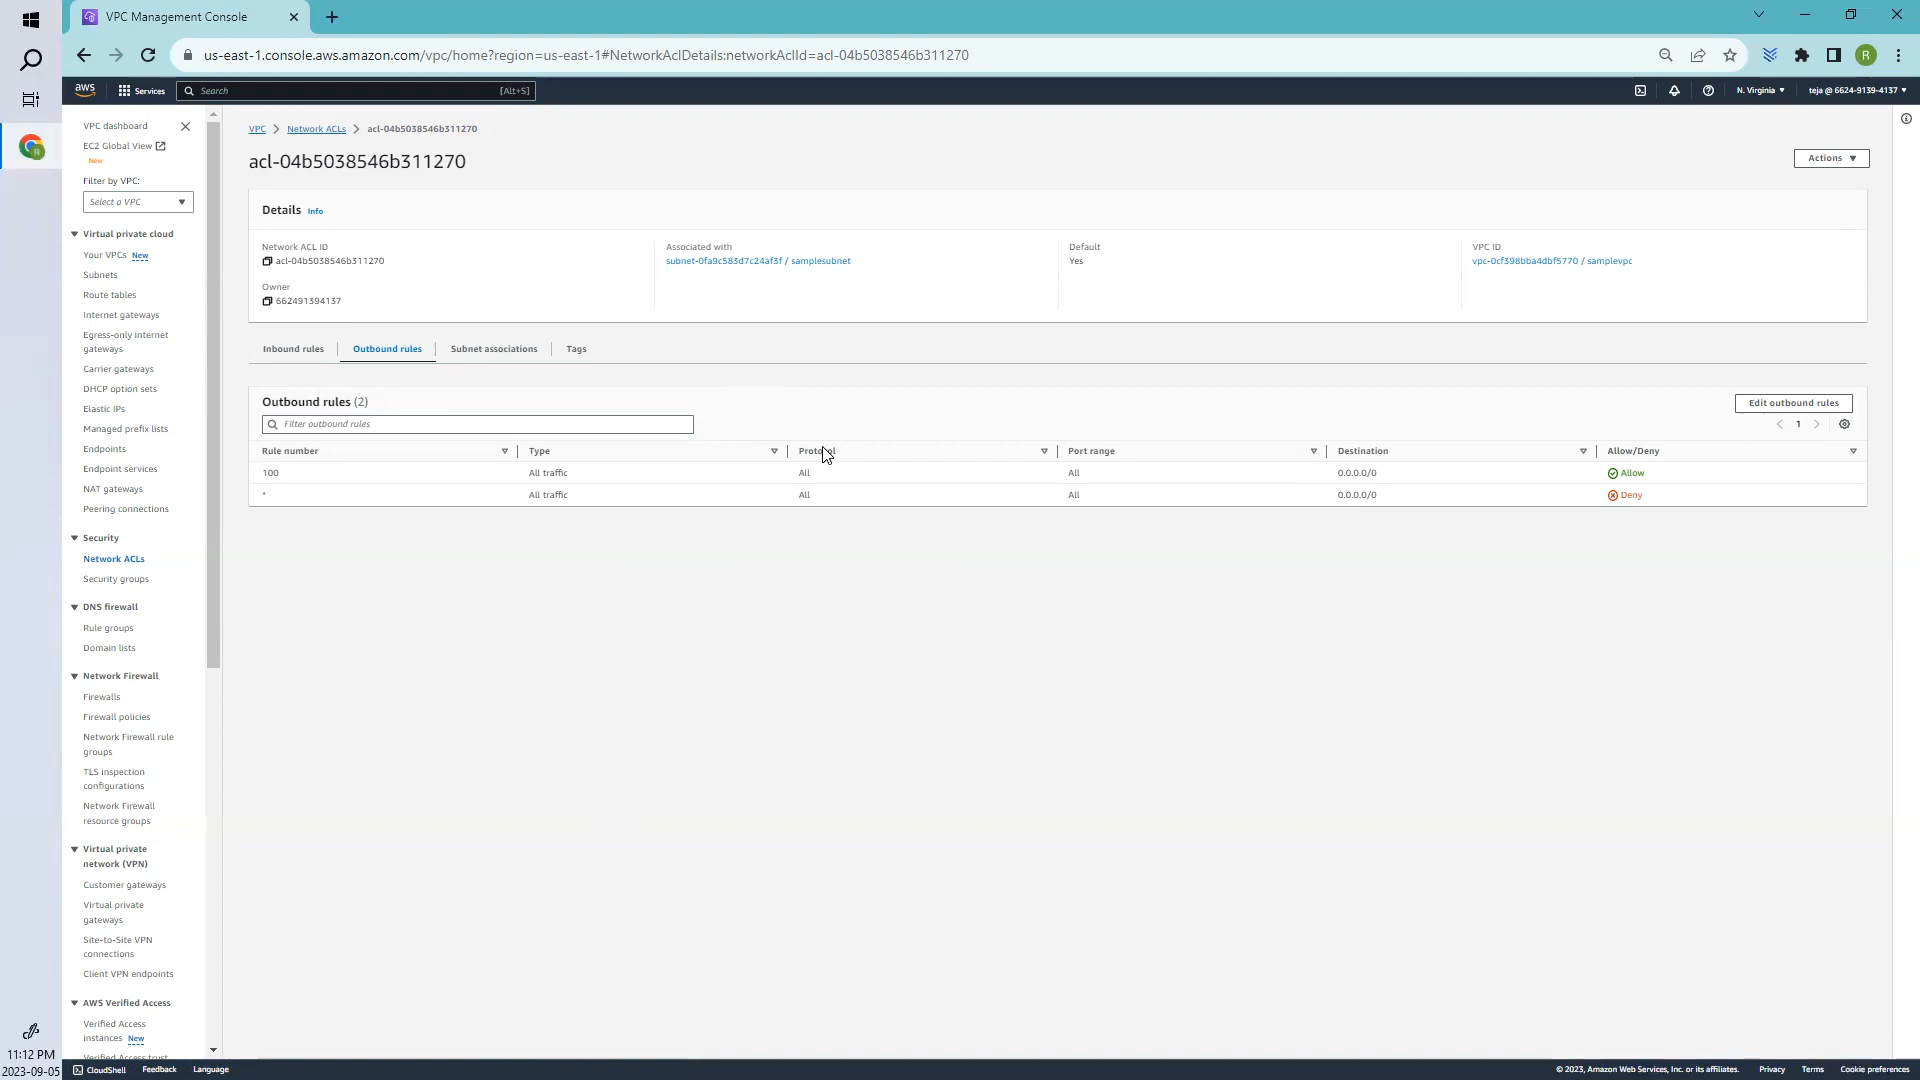 VPC Management Console
us-east-1.console.aws.amazon.com/vpc/home?region=us-east-1#NetworkAclDetails:networkAclId=acl-04b5038546b311270
R
aws
Services
Search
[Alt+S]
N. Virginia
teja @ 6624-9139-4137
VPC dashboard
EC2 Global View
New
Filter by VPC:
Select a VPC
Virtual private cloud
Your VPCs New
Subnets
Route tables
Internet gateways
Egress-only internet
gateways
Carrier gateways
DHCP option sets
Elastic IPs
Managed prefix lists
Endpoints
Endpoint services
NAT gateways
Peering connections
Security
Network ACLs
Security groups
DNS firewall
Rule groups
Domain lists
Network Firewall
Firewalls
Firewall policies
Network Firewall rule
groups
TLS inspection
configurations
Network Firewall
resource groups
Virtual private
network (VPN)
Customer gateways
Virtual private
gateways
Site-to-Site VPN
connections
Client VPN endpoints
AWS Verified Access
Verified Access
instances New
Verified Access trust
VPC > Network ACLs > acl-04b5038546b311270
acl-04b5038546b311270
Actions
Details Info
Network ACL ID
acl-04b5038546b311270
Associated with
subnet-0fa9c583d7c24af3f / samplesubnet
Default
Yes
VPC ID
vpc-0cf398bba4dbf5770 / samplevpc
Owner
662491394137
Inbound rules
Outbound rules
Subnet associations
Tags
Outbound rules (2)
Edit outbound rules
Filter outbound rules
1
Rule number Type Protocol Port range Destination Allow/Deny
100 All traffic All All 0.0.0.0/0 Allow
* All traffic All All 0.0.0.0/0 Deny
11:12 PM
2023-09-05
CloudShell
Feedback
Language
© 2023, Amazon Web Services, Inc. or its affiliates.
Privacy
Terms
Cookie preferences